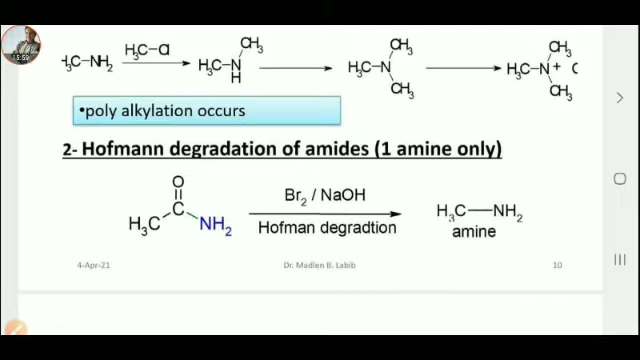 CH3 CH3 CH3
H3C-Cl
H3C-NH2 H3C-N H3C-N H3C-N+ C
H CH3 CH3
•poly alkylation occurs
2- Hofmann degradation of amides (1 amine only)
O
C Br2 / NaOH H3C—NH2
H3C NH2 Hofman degradtion amine
4-Apr-21 Dr. Madlen B. Labib 10